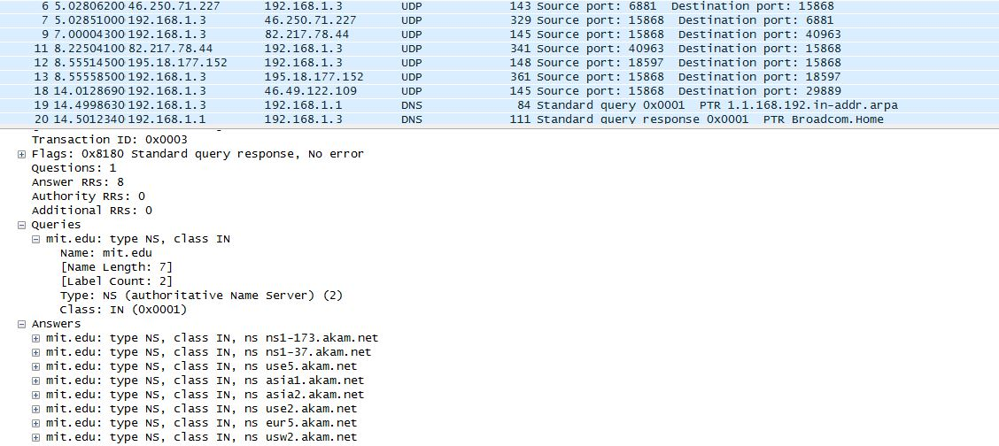 6 5.02806200 46.250.71.227 192.168.1.3 UDP 143 Source port: 6881 Destination port: 15868
7 5.02851000 192.168.1.3 46.250.71.227 UDP 329 Source port: 15868 Destination port: 6881
9 7.00004300 192.168.1.3 82.217.78.44 UDP 145 Source port: 15868 Destination port: 40963
11 8.22504100 82.217.78.44 192.168.1.3 UDP 341 Source port: 40963 Destination port: 15868
12 8.55514500 195.18.177.152 192.168.1.3 UDP 148 Source port: 18597 Destination port: 15868
13 8.55558500 192.168.1.3 195.18.177.152 UDP 361 Source port: 15868 Destination port: 18597
18 14.0128690 192.168.1.3 46.49.122.109 UDP 145 Source port: 15868 Destination port: 29889
19 14.4998630 192.168.1.3 192.168.1.1 DNS 84 Standard query 0x0001 PTR 1.1.168.192.in-addr.arpa
20 14.5012340 192.168.1.1 192.168.1.3 DNS 111 Standard query response 0x0001 PTR Broadcom.Home
Transaction ID: 0x0003
Flags: 0x8180 Standard query response, No error
Questions: 1
Answer RRs: 8
Authority RRs: 0
Additional RRs: 0
Queries
mit.edu: type NS, class IN
Name: mit.edu
[Name Length: 7]
[Label Count: 2]
Type: NS (authoritative Name Server) (2)
Class: IN (0x0001)
Answers
mit.edu: type NS, class IN, ns ns1-173.akam.net
mit.edu: type NS, class IN, ns ns1-37.akam.net
mit.edu: type NS, class IN, ns use5.akam.net
mit.edu: type NS, class IN, ns asia1.akam.net
mit.edu: type NS, class IN, ns asia2.akam.net
mit.edu: type NS, class IN, ns use2.akam.net
mit.edu: type NS, class IN, ns eur5.akam.net
mit.edu: type NS, class IN, ns usw2.akam.net